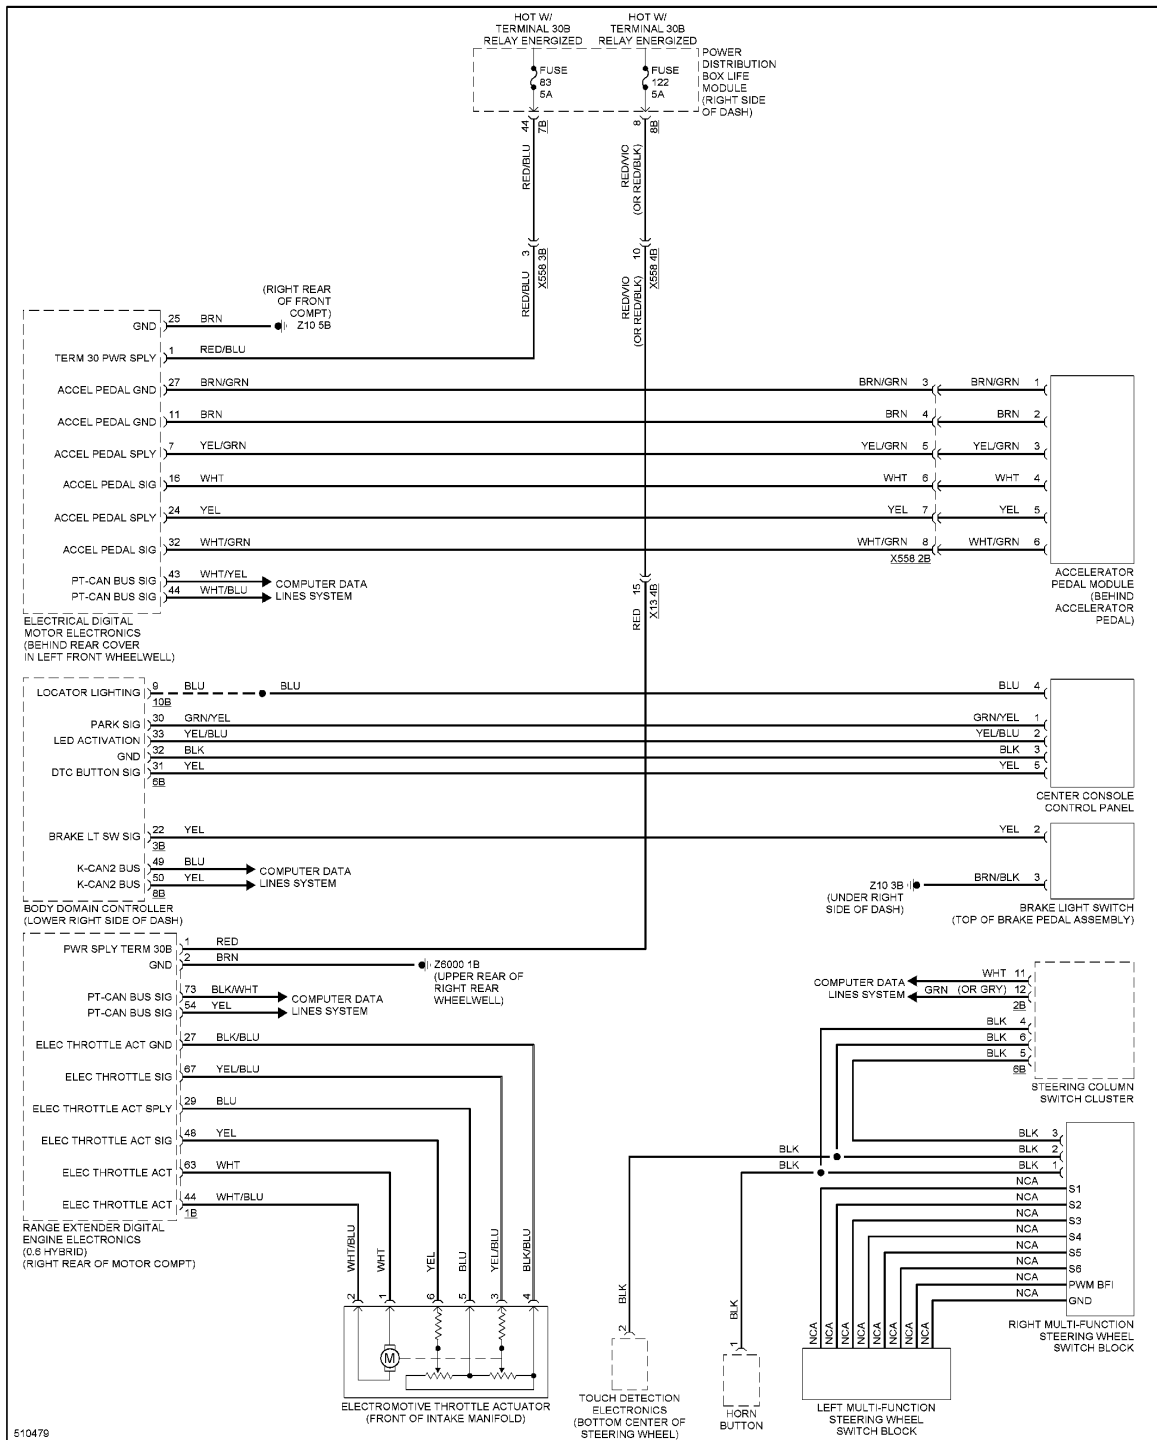 HOT W/
TERMINAL 30B
RELAY ENERGIZED
HOT W/
TERMINAL 30B
RELAY ENERGIZED
FUSE
83
5A
FUSE
122
5A
POWER
DISTRIBUTION
BOX LIFE
MODULE
(RIGHT SIDE
OF DASH)
44
7B
8
8B
RED/BLU
RED/VIO
(OR RED/BLK)
3
X558 3B
10
X558 4B
RED/BLU
RED/VIO
(OR RED/BLK)
(RIGHT REAR
OF FRONT
COMPT)
Z10 5B
GND 25 BRN
TERM 30 PWR SPLY 1 RED/BLU
ACCEL PEDAL GND 27 BRN/GRN BRN/GRN 3 BRN/GRN 1
ACCEL PEDAL GND 11 BRN BRN 4 BRN 2
ACCEL PEDAL SPLY 7 YEL/GRN YEL/GRN 5 YEL/GRN 3
ACCEL PEDAL SIG 16 WHT WHT 6 WHT 4
ACCEL PEDAL SPLY 24 YEL YEL 7 YEL 5
ACCEL PEDAL SIG 32 WHT/GRN WHT/GRN 8 WHT/GRN 6
X558 2B
PT-CAN BUS SIG 43 WHT/YEL
PT-CAN BUS SIG 44 WHT/BLU
COMPUTER DATA
LINES SYSTEM
15
X13 4B
RED
ACCELERATOR
PEDAL MODULE
(BEHIND
ACCELERATOR
PEDAL)
ELECTRICAL DIGITAL
MOTOR ELECTRONICS
(BEHIND REAR COVER
IN LEFT FRONT WHEELWELL)
LOCATOR LIGHTING 9 BLU BLU BLU 4
10B
PARK SIG 30 GRN/YEL GRN/YEL 1
LED ACTIVATION 33 YEL/BLU YEL/BLU 2
GND 32 BLK BLK 3
DTC BUTTON SIG 31 YEL YEL 5
6B
CENTER CONSOLE
CONTROL PANEL
BRAKE LT SW SIG 22 YEL YEL 2
3B
K-CAN2 BUS 49 BLU
K-CAN2 BUS 50 YEL
8B
COMPUTER DATA
LINES SYSTEM
Z10 3B
(UNDER RIGHT
SIDE OF DASH)
BRN/BLK 3
BRAKE LIGHT SWITCH
(TOP OF BRAKE PEDAL ASSEMBLY)
BODY DOMAIN CONTROLLER
(LOWER RIGHT SIDE OF DASH)
PWR SPLY TERM 30B 1 RED
GND 2 BRN
Z6000 1B
(UPPER REAR OF
RIGHT REAR
WHEELWELL)
PT-CAN BUS SIG 73 BLK/WHT
PT-CAN BUS SIG 54 YEL
COMPUTER DATA
LINES SYSTEM
ELEC THROTTLE ACT GND 27 BLK/BLU
ELEC THROTTLE SIG 67 YEL/BLU
ELEC THROTTLE ACT SPLY 29 BLU
ELEC THROTTLE ACT SIG 48 YEL
ELEC THROTTLE ACT 63 WHT
ELEC THROTTLE ACT 44 WHT/BLU
1B
RANGE EXTENDER DIGITAL
ENGINE ELECTRONICS
(0.6 HYBRID)
(RIGHT REAR OF MOTOR COMPT)
COMPUTER DATA
LINES SYSTEM
WHT 11
GRN (OR GRY) 12
2B
BLK 4
BLK 6
BLK 5
6B
STEERING COLUMN
SWITCH CLUSTER
BLK 3
BLK BLK 2
BLK BLK 1
NCA S1
NCA S2
NCA S3
NCA S4
NCA S5
NCA S6
NCA PWM BFI
NCA GND
RIGHT MULTI-FUNCTION
STEERING WHEEL
SWITCH BLOCK
WHT/BLU
WHT
YEL
BLU
YEL/BLU
BLK/BLU
2
1
6
5
3
4
M
ELECTROMOTIVE THROTTLE ACTUATOR
(FRONT OF INTAKE MANIFOLD)
BLK
2
TOUCH DETECTION
ELECTRONICS
(BOTTOM CENTER OF
STEERING WHEEL)
BLK
1
HORN
BUTTON
NCA
NCA
NCA
NCA
NCA
NCA
NCA
NCA
LEFT MULTI-FUNCTION
STEERING WHEEL
SWITCH BLOCK
510479